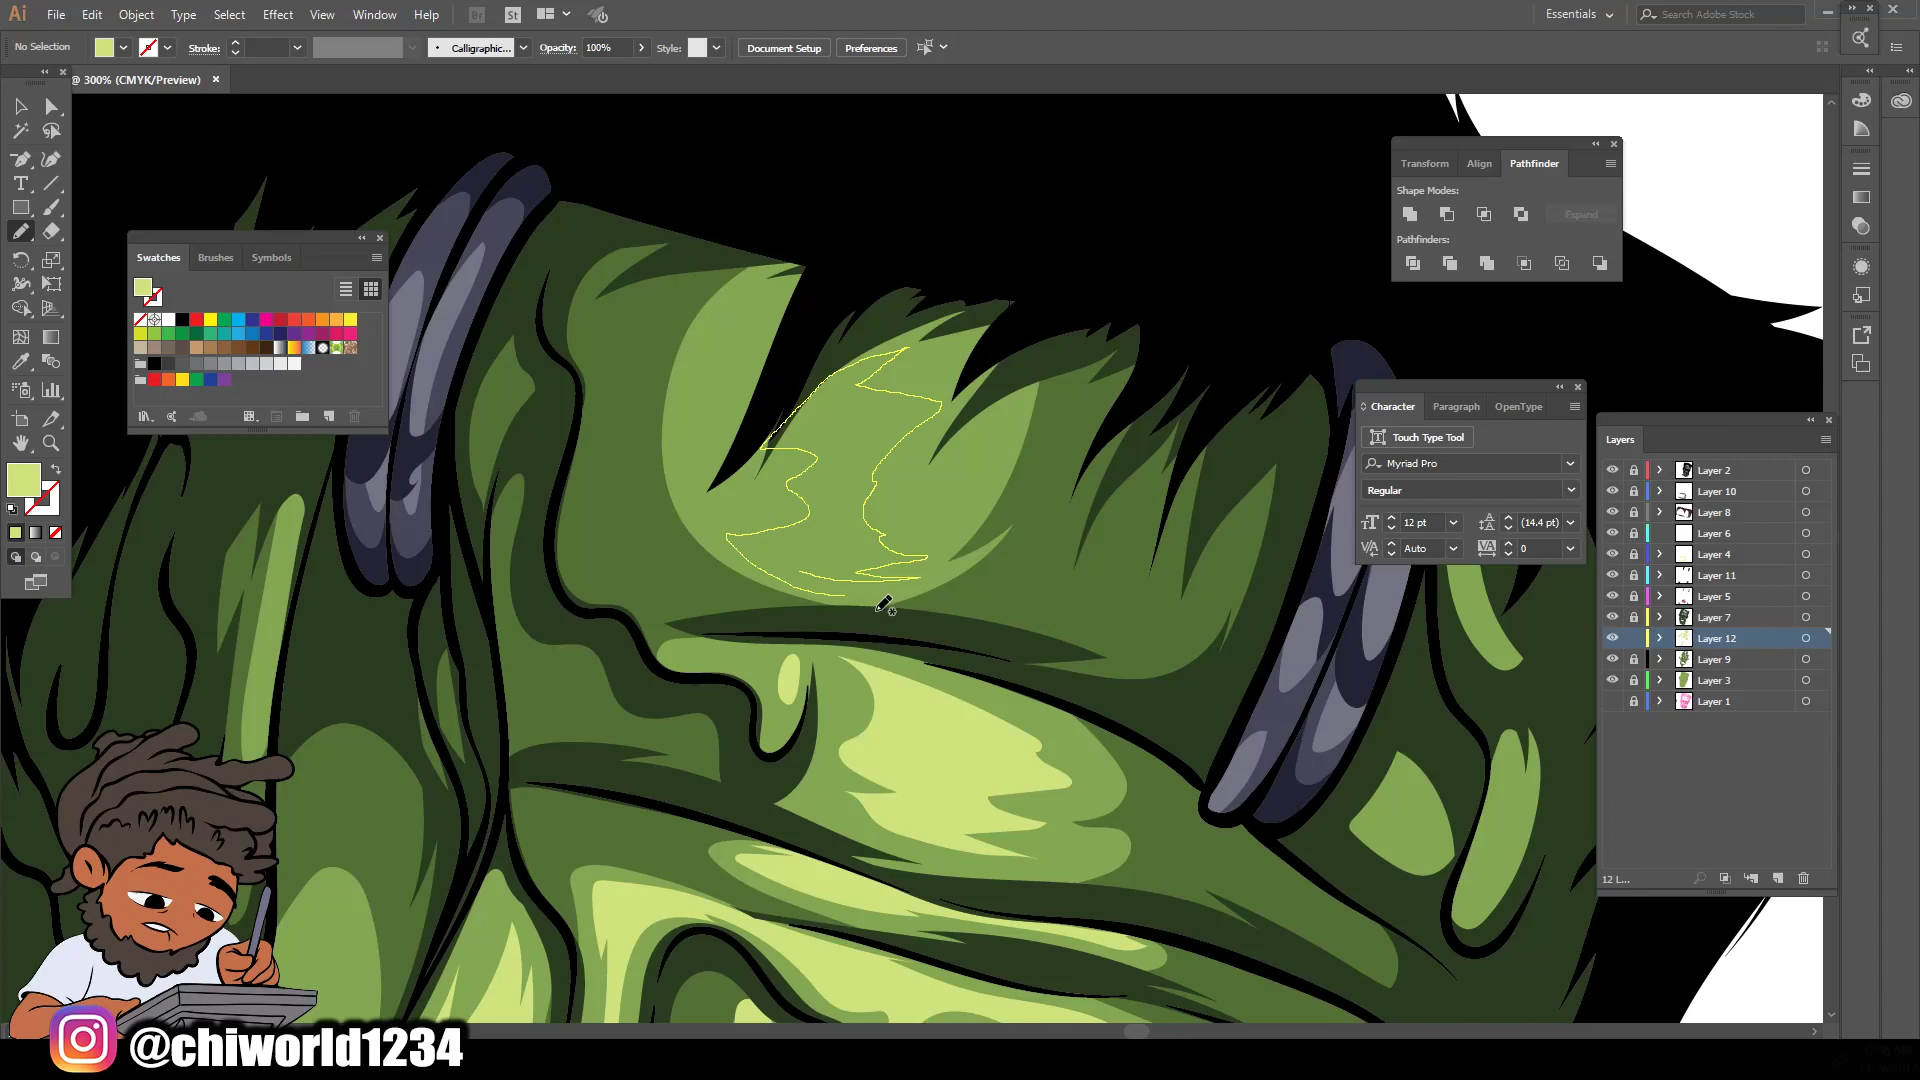 Ai File Edit Object Type Select Effect View Window Help Br St Essentials Search Adobe Stock
No Selection Stroke: Calligraphic... Opacity: 100% Style: Document Setup Preferences
@ 300% (CMYK/Preview)
Transform Align Pathfinder
Shape Modes:
Expand
Pathfinders:
Swatches Brushes Symbols
Character Paragraph OpenType
Touch Type Tool
Myriad Pro
Regular
12 pt (14.4 pt)
Auto 0
Layers
Layer 2
Layer 10
Layer 8
Layer 6
Layer 4
Layer 11
Layer 5
Layer 7
Layer 12
Layer 9
Layer 3
Layer 1
12 L...
@chiworld1234